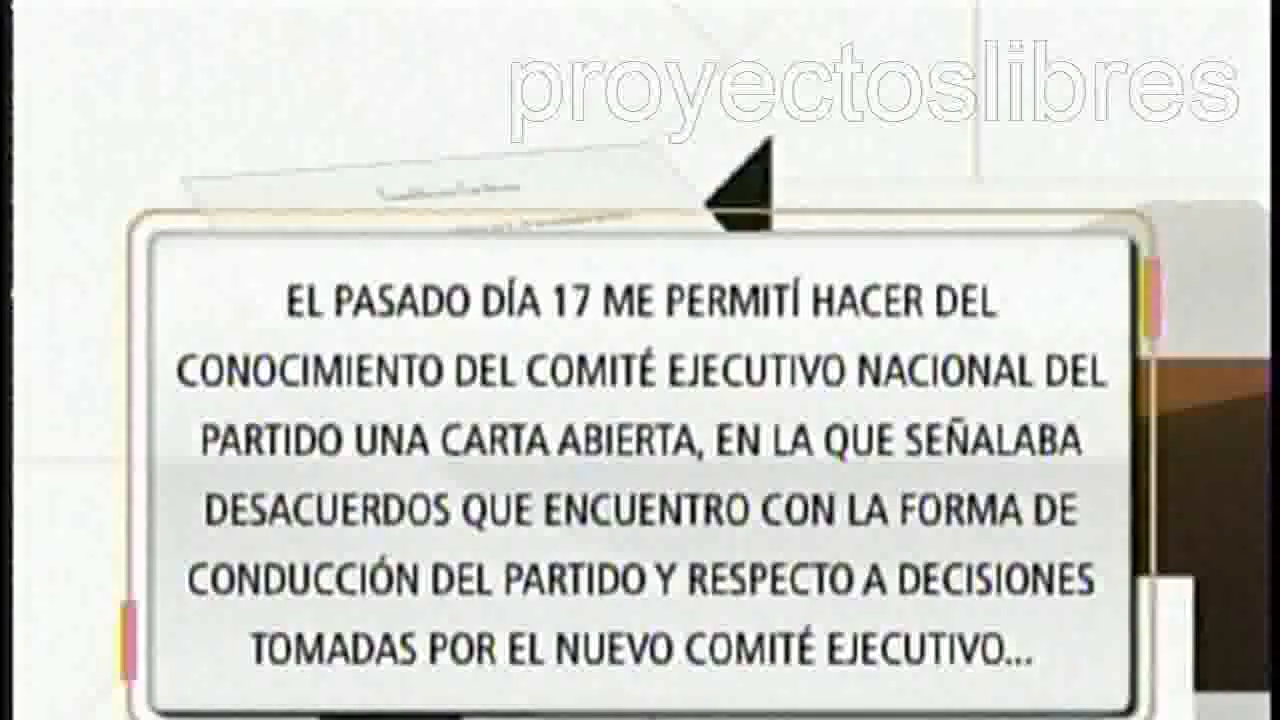 proyectoslibres
EL PASADO DÍA 17 ME PERMITÍ HACER DEL
CONOCIMIENTO DEL COMITÉ EJECUTIVO NACIONAL DEL
PARTIDO UNA CARTA ABIERTA, EN LA QUE SEÑALABA
DESACUERDOS QUE ENCUENTRO CON LA FORMA DE
CONDUCCIÓN DEL PARTIDO Y RESPECTO A DECISIONES
TOMADAS POR EL NUEVO COMITÉ EJECUTIVO...